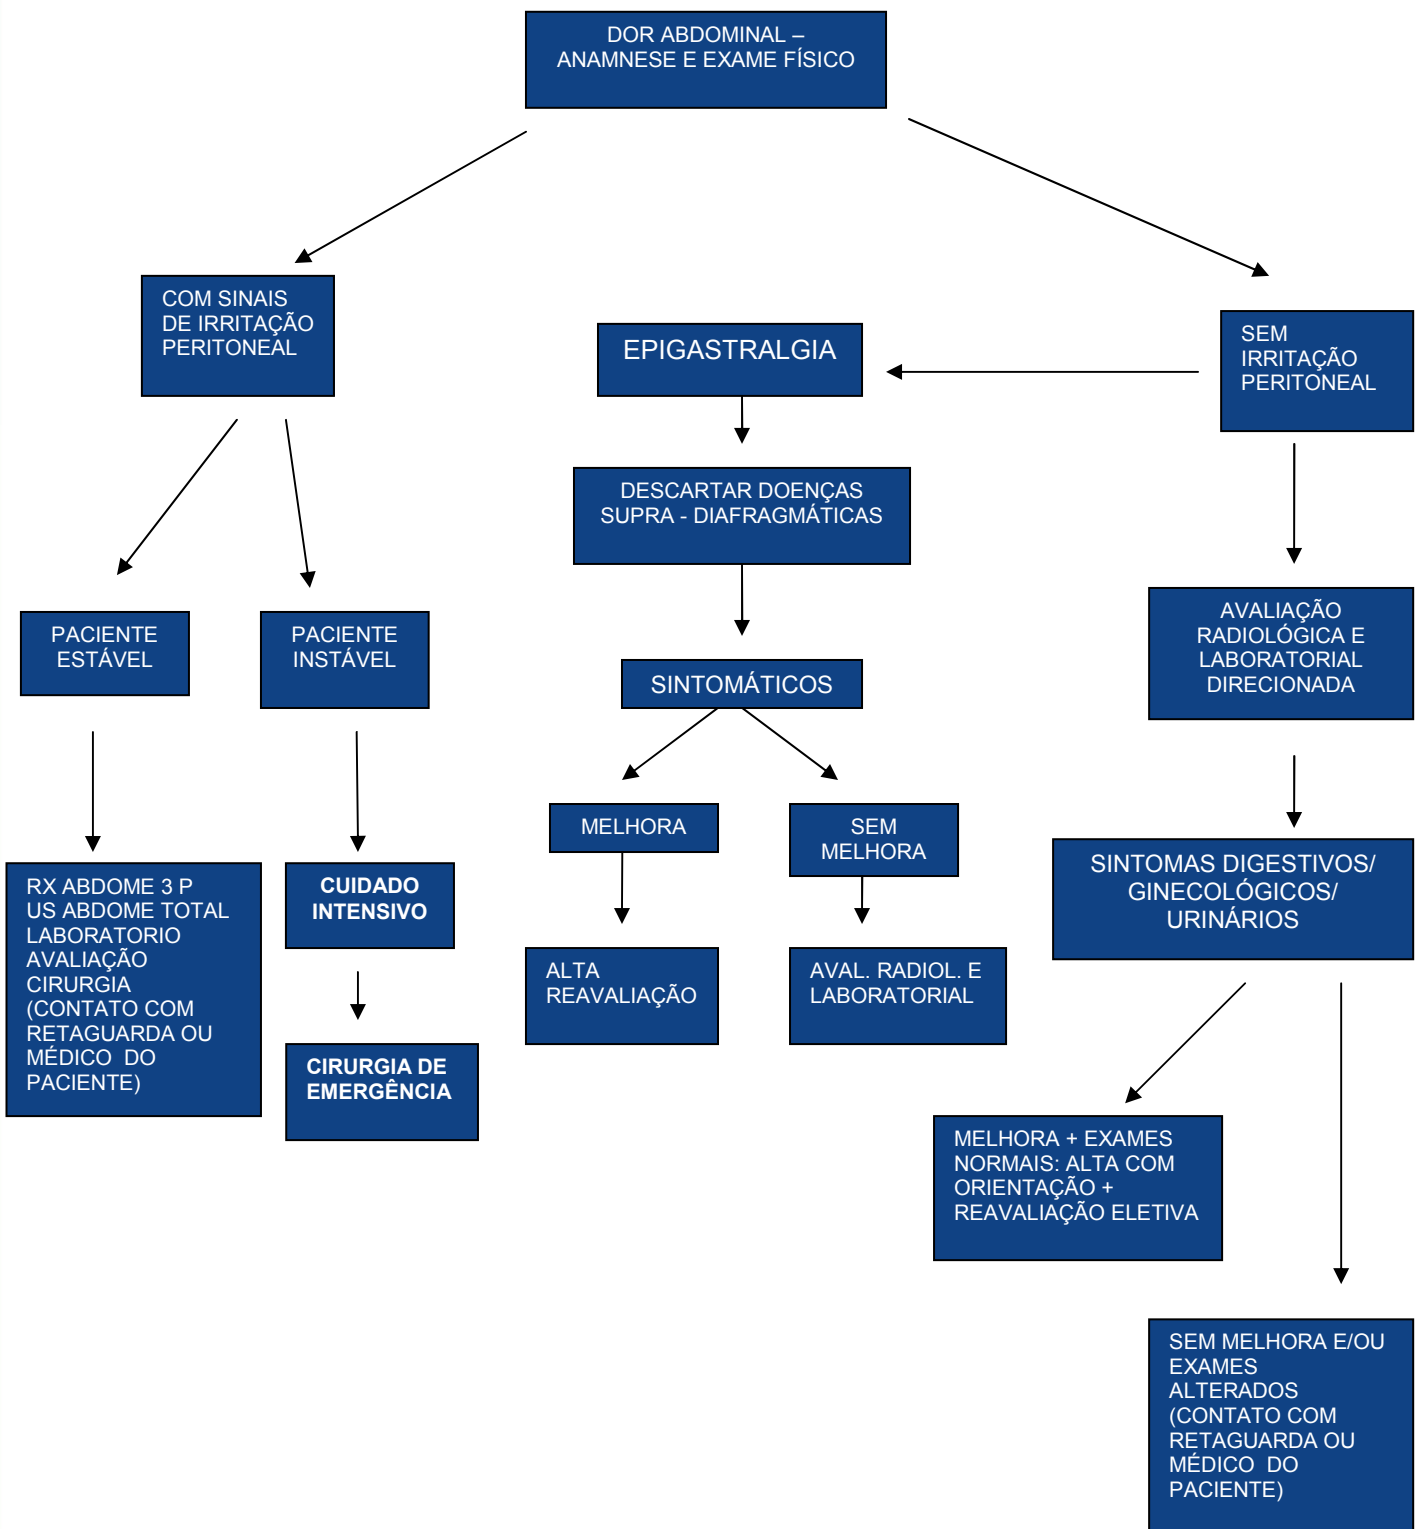 DOR ABDOMINAL –
ANAMNESE E EXAME FÍSICO
COM SINAIS
DE IRRITAÇÃO
PERITONEAL
EPIGASTRALGIA
SEM
IRRITAÇÃO
PERITONEAL
DESCARTAR DOENÇAS
SUPRA - DIAFRAGMÁTICAS
PACIENTE
ESTÁVEL
PACIENTE
INSTÁVEL
SINTOMÁTICOS
AVALIAÇÃO
RADIOLÓGICA E
LABORATORIAL
DIRECIONADA
MELHORA
SEM
MELHORA
SINTOMAS DIGESTIVOS/
GINECOLÓGICOS/
URINÁRIOS
RX ABDOME 3 P
US ABDOME TOTAL
LABORATORIO
AVALIAÇÃO
CIRURGIA
(CONTATO COM
RETAGUARDA OU
MÉDICO  DO
PACIENTE)
CUIDADO
INTENSIVO
ALTA
REAVALIAÇÃO
AVAL. RADIOL. E
LABORATORIAL
CIRURGIA DE
EMERGÊNCIA
MELHORA + EXAMES
NORMAIS: ALTA COM
ORIENTAÇÃO +
REAVALIAÇÃO ELETIVA
SEM MELHORA E/OU
EXAMES
ALTERADOS
(CONTATO COM
RETAGUARDA OU
MÉDICO  DO
PACIENTE)